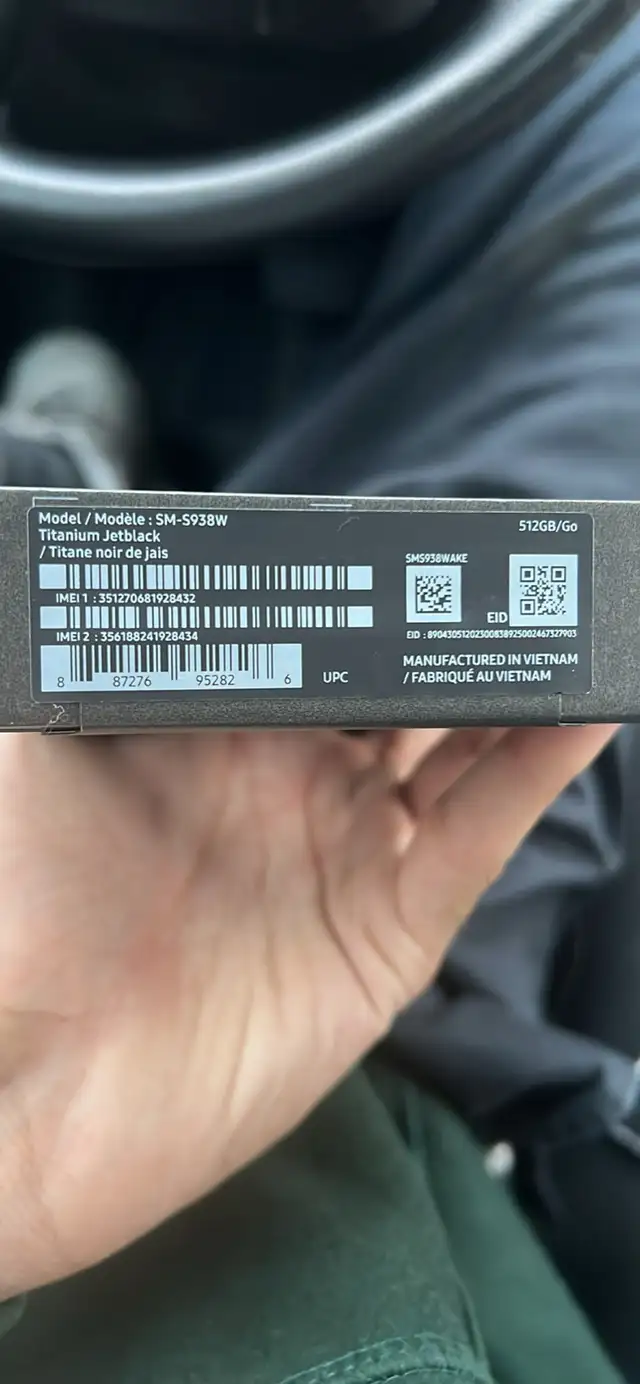 Model / Modèle : SM-S938W
512GB/Go
Titanium Jetblack
/ Titane noir de jais
SMS938WAKE
IMEI 1 : 351270681928432
EID
IMEI 2 : 356188241928434
EID : 89043051202300838925002467327903
8 87276 95282 6
UPC
MANUFACTURED IN VIETNAM
/ FABRIQUÉ AU VIETNAM